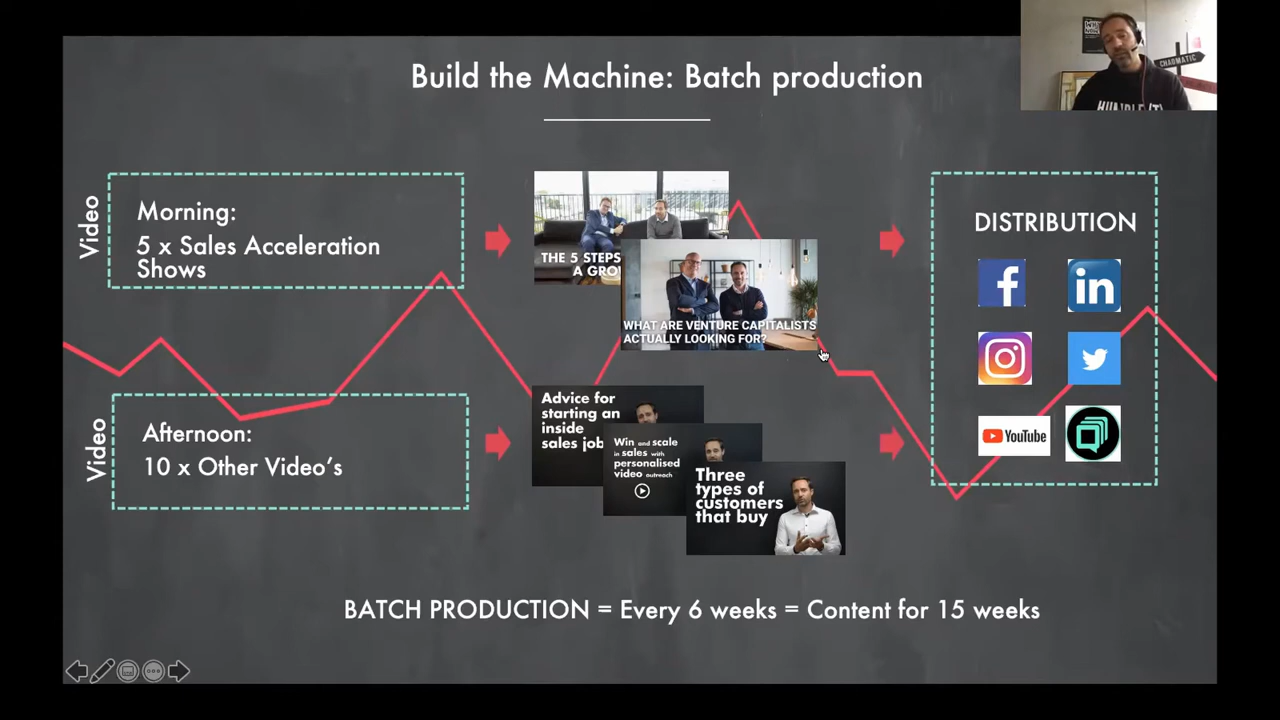 Build the Machine: Batch production
CHAOMATIC
HUMBLE(T)
Video
Morning:
5 x Sales Acceleration
Shows
THE 5 STEPS
A GRO
WHAT ARE VENTURE CAPITALISTS
ACTUALLY LOOKING FOR?
DISTRIBUTION
f
in
YouTube
Video
Afternoon:
10 x Other Video's
Advice for
starting an
inside
sales job
Win and scale
in sales with
personalised
video outreach
Three
types of
customers
that buy
BATCH PRODUCTION = Every 6 weeks = Content for 15 weeks